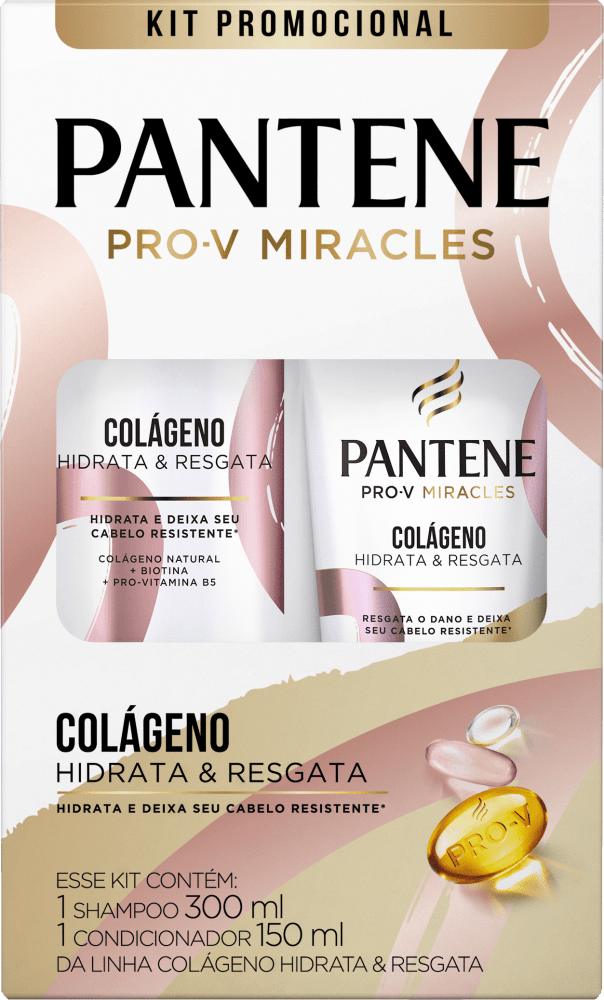 KIT PROMOCIONAL
PANTENE
PRO-V MIRACLES
COLÁGENO
HIDRATA & RESGATA
HIDRATA E DEIXA SEU
CABELO RESISTENTE*
COLÁGENO NATURAL
+ BIOTINA
+ PRO-VITAMINA B5
PANTENE
PRO-V MIRACLES
COLÁGENO
HIDRATA & RESGATA
RESGATA O DANO E DEIXA
SEU CABELO RESISTENTE*
COLÁGENO
HIDRATA & RESGATA
HIDRATA E DEIXA SEU CABELO RESISTENTE*
PRO-V
ESSE KIT CONTÉM:
1 SHAMPOO 300 ml
1 CONDICIONADOR 150 ml
DA LINHA COLÁGENO HIDRATA & RESGATA